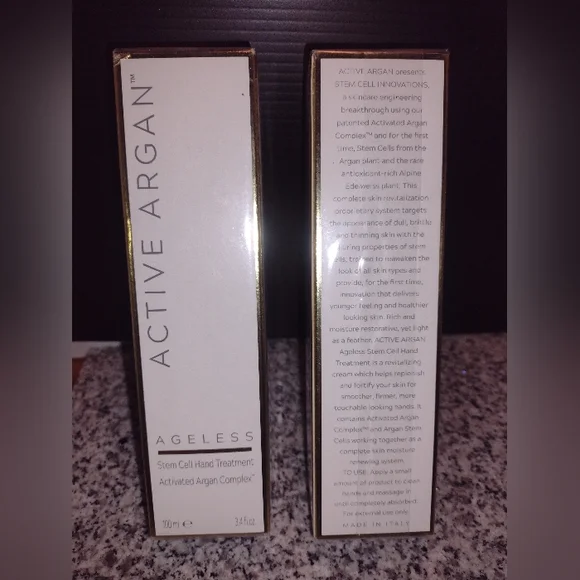 ACTIVE ARGAN™
AGELESS
Stem Cell Hand Treatment
Activated Argan Complex™
100 ml e 3.4 fl.oz.
ACTIVE ARGAN presents
STEM CELL INNOVATIONS,
a skincare engineering
breakthrough using our
patented Activated Argan
Complex™ and for the first
time, Stem Cells from the
Argan plant and the rare
antioxidant-rich Alpine
Edelweiss plant. This
complete skin revitalization
proprietary system targets
the appearance of dull, brittle
and thinning skin with the
properties of stem
to reawaken the
look of all skin types and
provide, for the first time,
innovation that delivers
younger feeling and healthier
looking skin. Rich and
moisture restorative, yet light
as a feather, ACTIVE ARGAN
Ageless Stem Cell Hand
Treatment is a revitalizing
cream which helps replenish
and fortify your skin for
smoother, firmer, more
touchable looking hands. It
contains Activated Argan
Complex™ and Argan Stem
Cells working together as a
complete skin moisture
renewing system.
TO USE: Apply a small
amount of product to clean
hands and massage in
until completely absorbed.
For external use only.
MADE IN ITALY